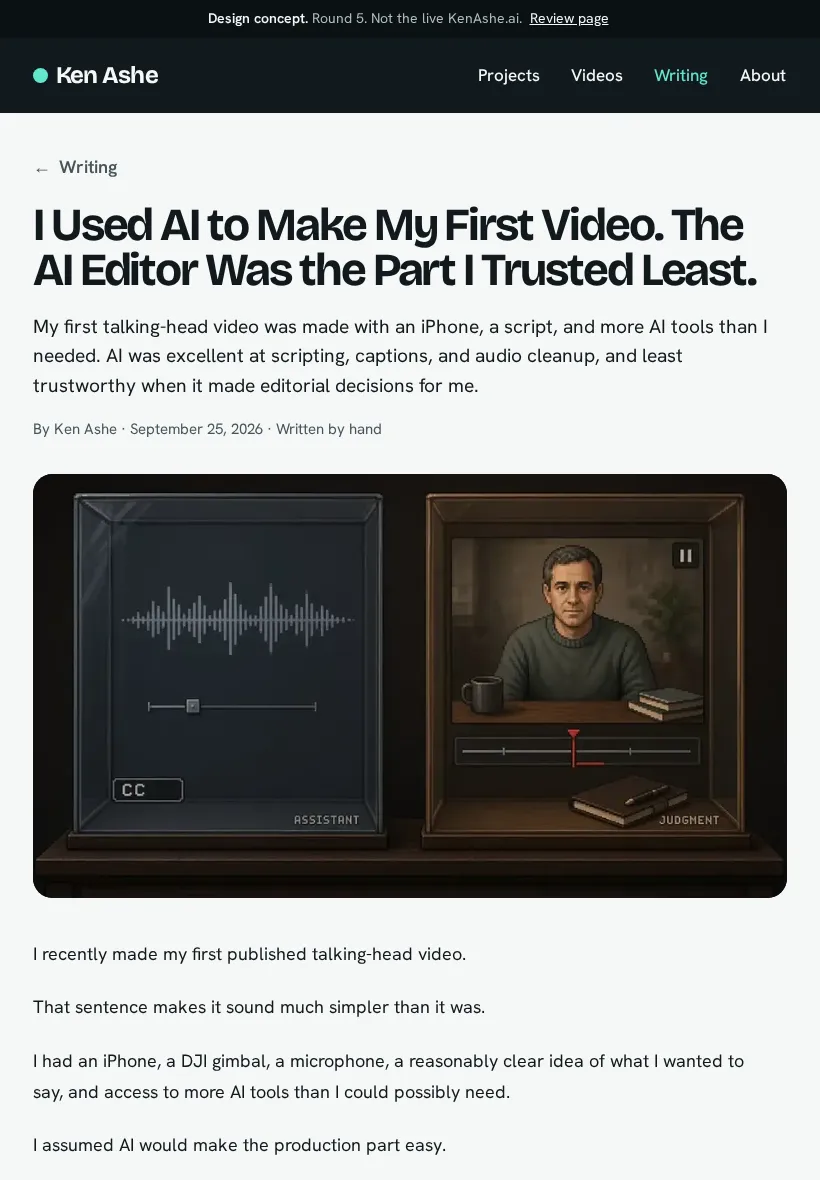 Design concept. Round 5. Not the live KenAshe.ai. Review page
Ken Ashe
Projects Videos Writing About
← Writing
I Used AI to Make My First Video. The
AI Editor Was the Part I Trusted Least.
My first talking-head video was made with an iPhone, a script, and more AI tools than I
needed. AI was excellent at scripting, captions, and audio cleanup, and least
trustworthy when it made editorial decisions for me.
By Ken Ashe · September 25, 2026 · Written by hand
CC
ASSISTANT
JUDGMENT
I recently made my first published talking-head video.
That sentence makes it sound much simpler than it was.
I had an iPhone, a DJI gimbal, a microphone, a reasonably clear idea of what I wanted to
say, and access to more AI tools than I could possibly need.
I assumed AI would make the production part easy.